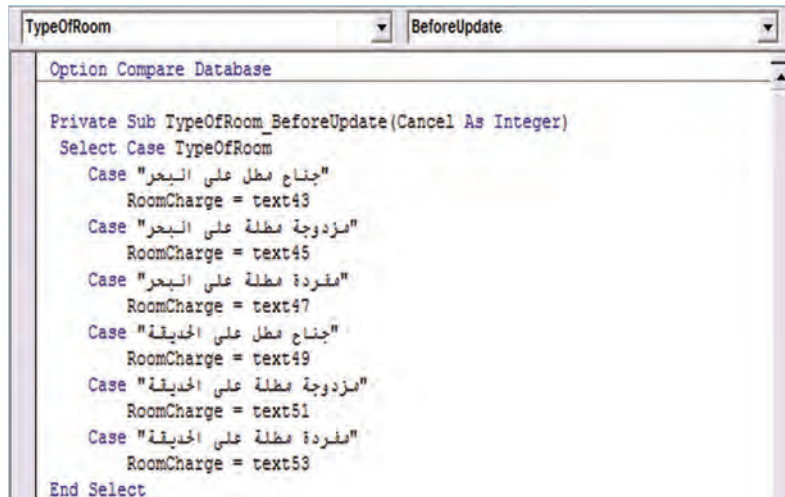 TypeOfRoom
BeforeUpdate
Option Compare Database
Private Sub TypeOfRoom_BeforeUpdate(Cancel As Integer)
Select Case TypeOfRoom
Case "جناح مطل على البحر"
RoomCharge = text43
Case "مزدوجة مطلة على البحر"
RoomCharge = text45
Case "مفردة مطلة على البحر"
RoomCharge = text47
Case "جناح مطل على الحديقة"
RoomCharge = text49
Case "مزدوجة مطلة على الحديقة"
RoomCharge = text51
Case "مفردة مطلة على الحديقة"
RoomCharge = text53
End Select